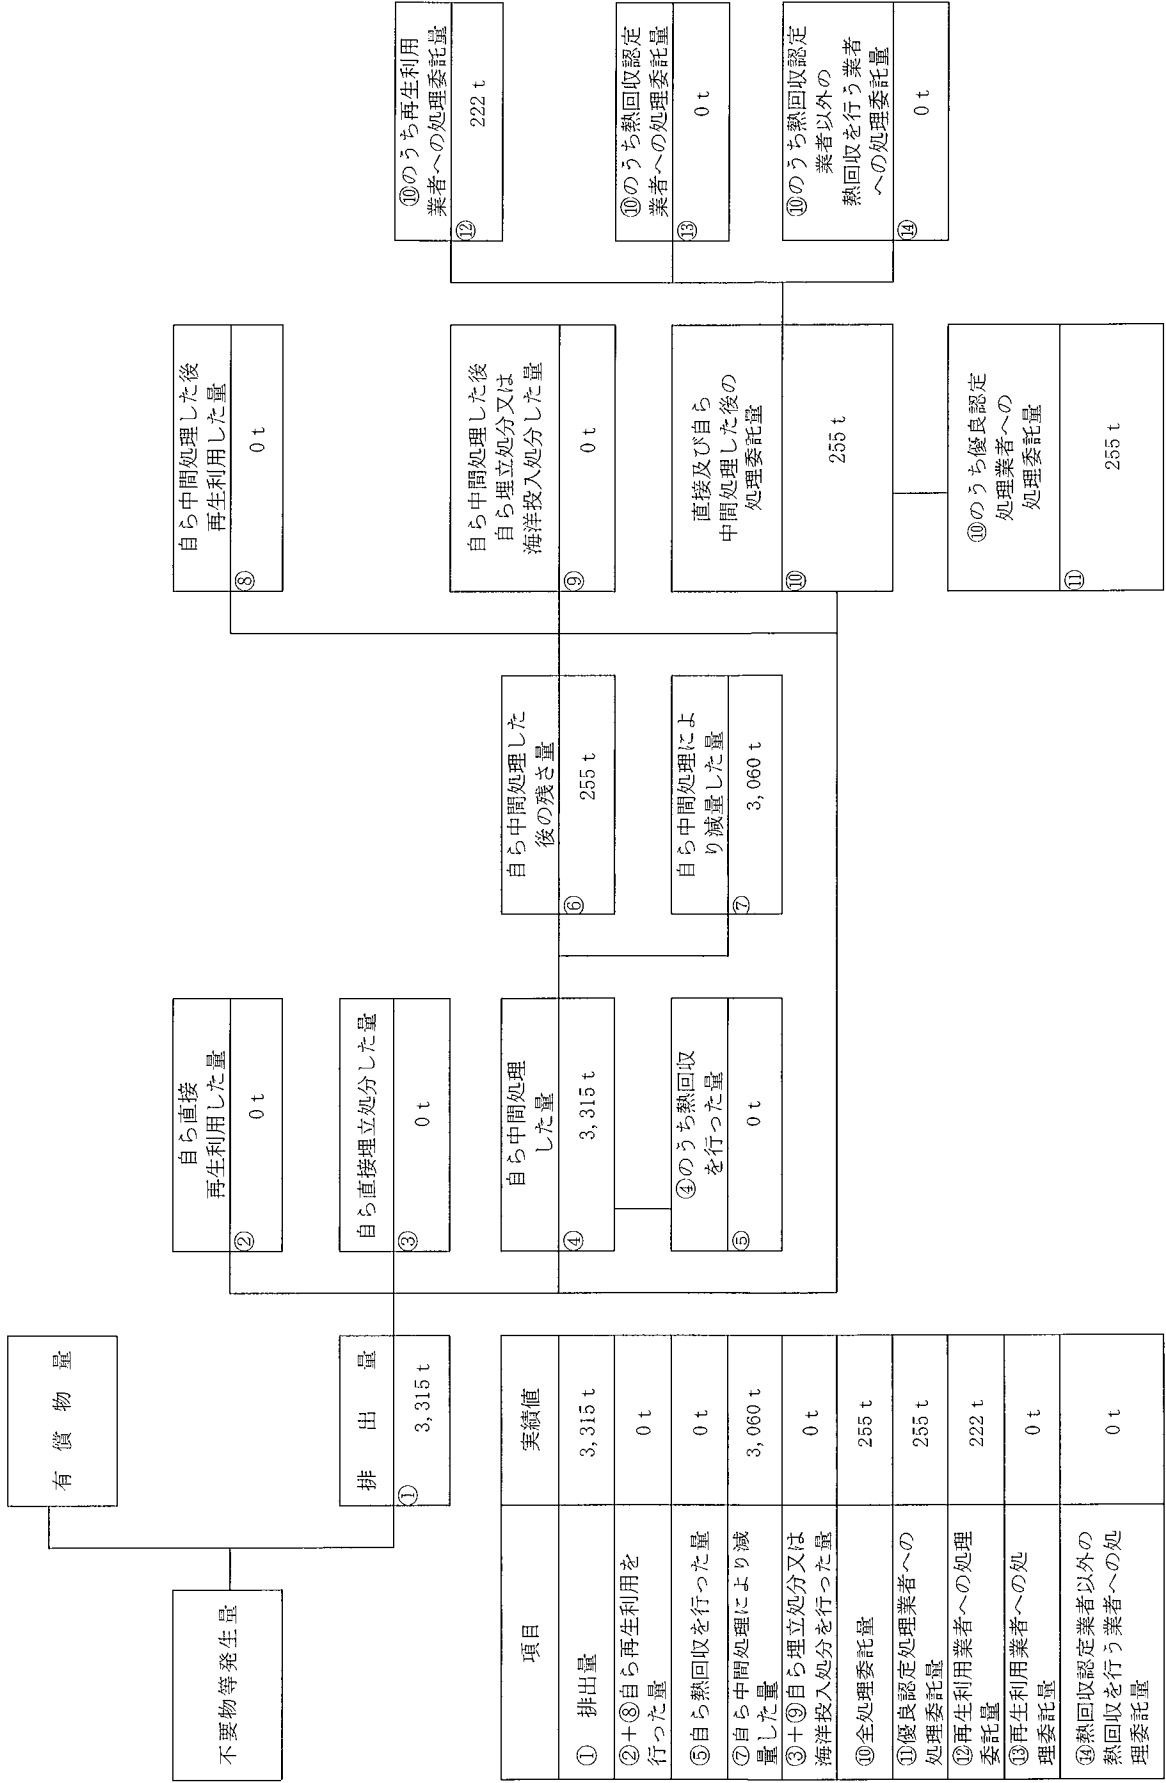 不要物等発生量
有償物量
排出量
①
3,315 t
自ら直接
再生利用した量
②
0 t
自ら直接埋立処分した量
③
0 t
自ら中間処理
した量
④
3,315 t
④のうち熱回収
を行った量
⑤
0 t
自ら中間処理した
後の残さ量
⑥
255 t
自ら中間処理によ
り減量した量
⑦
3,060 t
自ら中間処理した後
再生利用した量
⑧
0 t
自ら中間処理した後
自ら埋立処分又は
海洋投入処分した量
⑨
0 t
直接及び自ら
中間処理した後の
処理委託量
⑩
255 t
⑩のうち優良認定
処理業者への
処理委託量
⑪
255 t
⑩のうち再生利用
業者への処理委託量
⑫
222 t
⑩のうち熱回収認定
業者への処理委託量
⑬
0 t
⑩のうち熱回収認定
業者以外の
熱回収を行う業者
への処理委託量
⑭
0 t
項目 実績値
① 排出量 3,315 t
②+⑧自ら再生利用を
行った量
0 t
⑤自ら熱回収を行った量 0 t
⑦自ら中間処理により減
量した量
3,060 t
③+⑨自ら埋立処分又は
海洋投入処分を行った量
0 t
⑩全処理委託量 255 t
⑪優良認定処理業者への
処理委託量
255 t
⑫再生利用業者への処理
委託量
222 t
⑬再生利用業者への処
理委託量
0 t
⑭熱回収認定業者以外の
熱回収を行う業者への処
理委託量
0 t